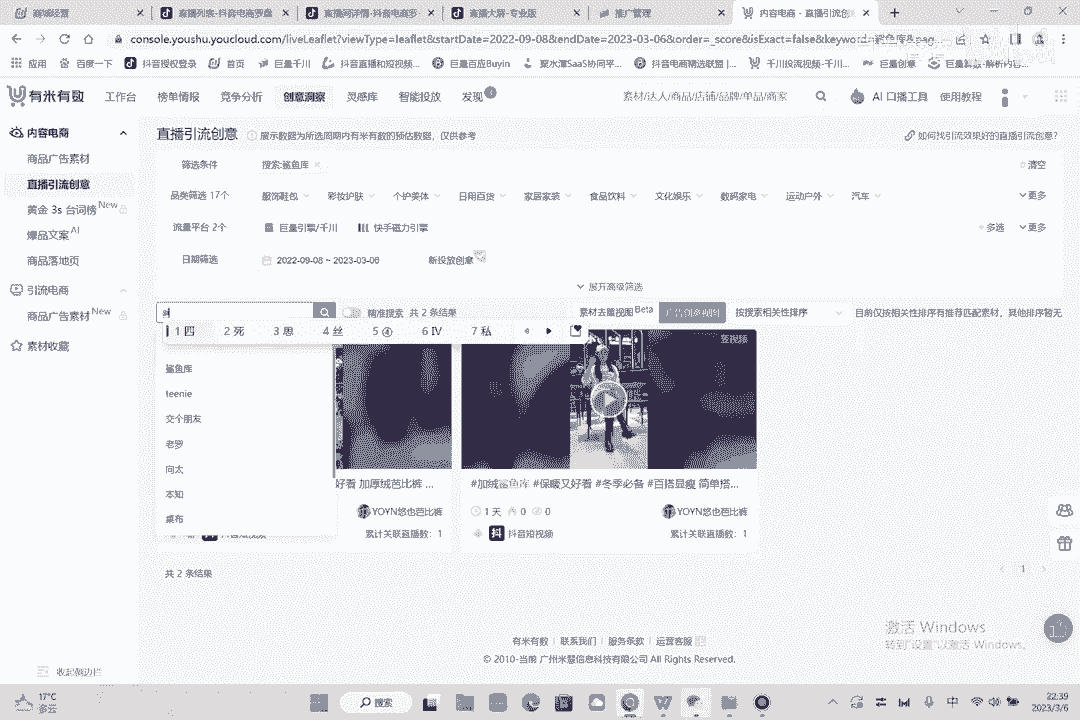 商城经营
直播列表-抖音电商罗盘
直播间详情-抖音电商罗
直播大屏-专业版
推广管理
内容电商 · 直播引流创
console.youshu.youcloud.com/liveLeaflet?viewType=leaflet&startDate=2022-09-08&endDate=2023-03-06&order=_score&isExact=false&keyword=
应用 百度一下 抖音授权登录 首页 巨量千川 抖音直播和短视频... 巨量百应Buyin 聚水潭SaaS协同平... 抖音电商精选联盟 |... 千川投流视频-千川... 巨量创意 巨量算数-解析内容...
有米有数 工作台 榜单情报 竞争分析 创意洞察 灵感库 智能投放 发现 素材/达人/商品/店铺/品牌/单品/商家 AI 口播工具 使用教程
内容电商
商品广告素材
直播引流创意
黄金 3s 台词榜 New
爆品文案 AI
商品落地页
引流电商
商品广告素材 New
素材收藏
收起侧边栏
直播引流创意 展示数据为所选周期内有米有数的预估数据，仅供参考 如何找引流效果好的直播引流创意?
筛选条件 搜索:鲨鱼库 × 清空
品类筛选 17个 服饰鞋包 彩妆护肤 个护美体 日用百货 家居家装 食品饮料 文化娱乐 数码家电 运动户外 汽车 更多
流量平台 2个 巨量引擎/千川 快手磁力引擎 多选 更多
日期筛选 2022-09-08 ~ 2023-03-06 新投放创意
展开高级筛选
精准搜索 共 2 条结果 素材去重视图 Beta 广告创意视图 按搜索相关性排序 目前仅按相关性排序有推荐匹配素材，其他排序暂无
1 四 2 死 3 思 4 丝 5 ④ 6 Ⅳ 7 私
鲨鱼库
teenie
交个朋友
老罗
向太
本知
桌布
竖视频
好看 加厚绒芭比裤 ...
#加绒鲨鱼库 #保暖又好看 #冬季必备 #百搭显瘦 简单搭...
YOYN悠也芭比裤
1 天 0 0 YOYN悠也芭比裤
累计关联直播数：1
抖音短视频 累计关联直播数：1
共 2 条结果
1
有米有数 | 联系我们 | 服务条款 | 运营客服
© 2010-当前 广州米慧信息科技有限公司 All Rights Reserved.
激活 Windows
转到"设置"以激活 Windows。
17°C
多云
搜索
中
22:39
2023/3/6